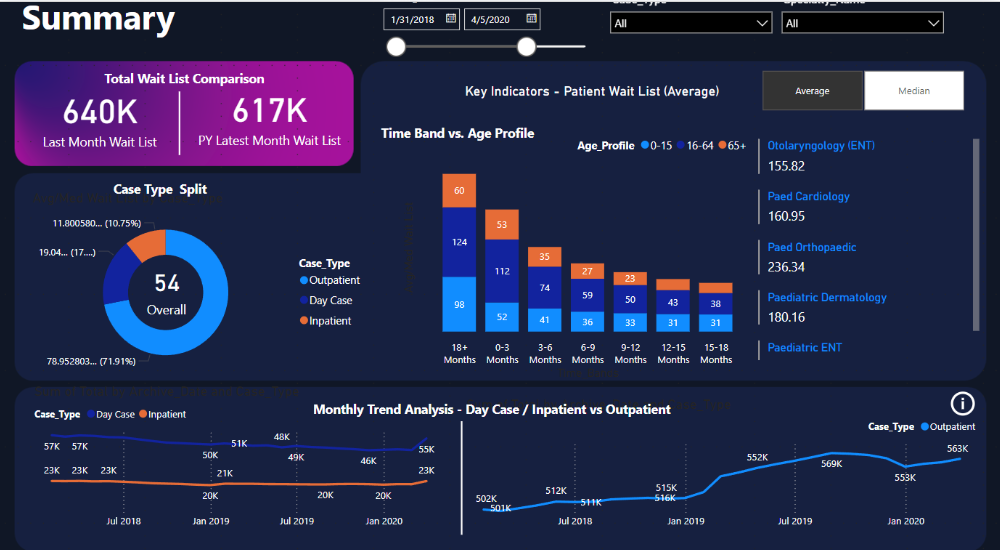 Summary
1/31/2018
4/5/2020
All
All
Total Wait List Comparison
640K
Last Month Wait List
617K
PY Latest Month Wait List
Key Indicators - Patient Wait List (Average)
Average
Median
Time Band vs. Age Profile
Age_Profile 0-15 16-64 65+
60
124
98
53
112
52
35
74
41
27
59
36
23
50
33
43
31
38
31
18+ Months
0-3 Months
3-6 Months
6-9 Months
9-12 Months
12-15 Months
15-18 Months
Otolaryngology (ENT)
155.82
Paed Cardiology
160.95
Paed Orthopaedic
236.34
Paediatric Dermatology
180.16
Paediatric ENT
Case Type Split
11.800580... (10.75%)
19.04... (17....)
54
Overall
78.952803... (71.91%)
Case_Type
Outpatient
Day Case
Inpatient
Monthly Trend Analysis - Day Case / Inpatient vs Outpatient
Case_Type Day Case Inpatient
57K
57K
50K
51K
48K
49K
46K
55K
23K
23K
23K
20K
21K
20K
20K
23K
Jul 2018
Jan 2019
Jul 2019
Jan 2020
Case_Type Outpatient
502K
501K
512K
511K
515K
516K
552K
569K
553K
563K
Jul 2018
Jan 2019
Jul 2019
Jan 2020